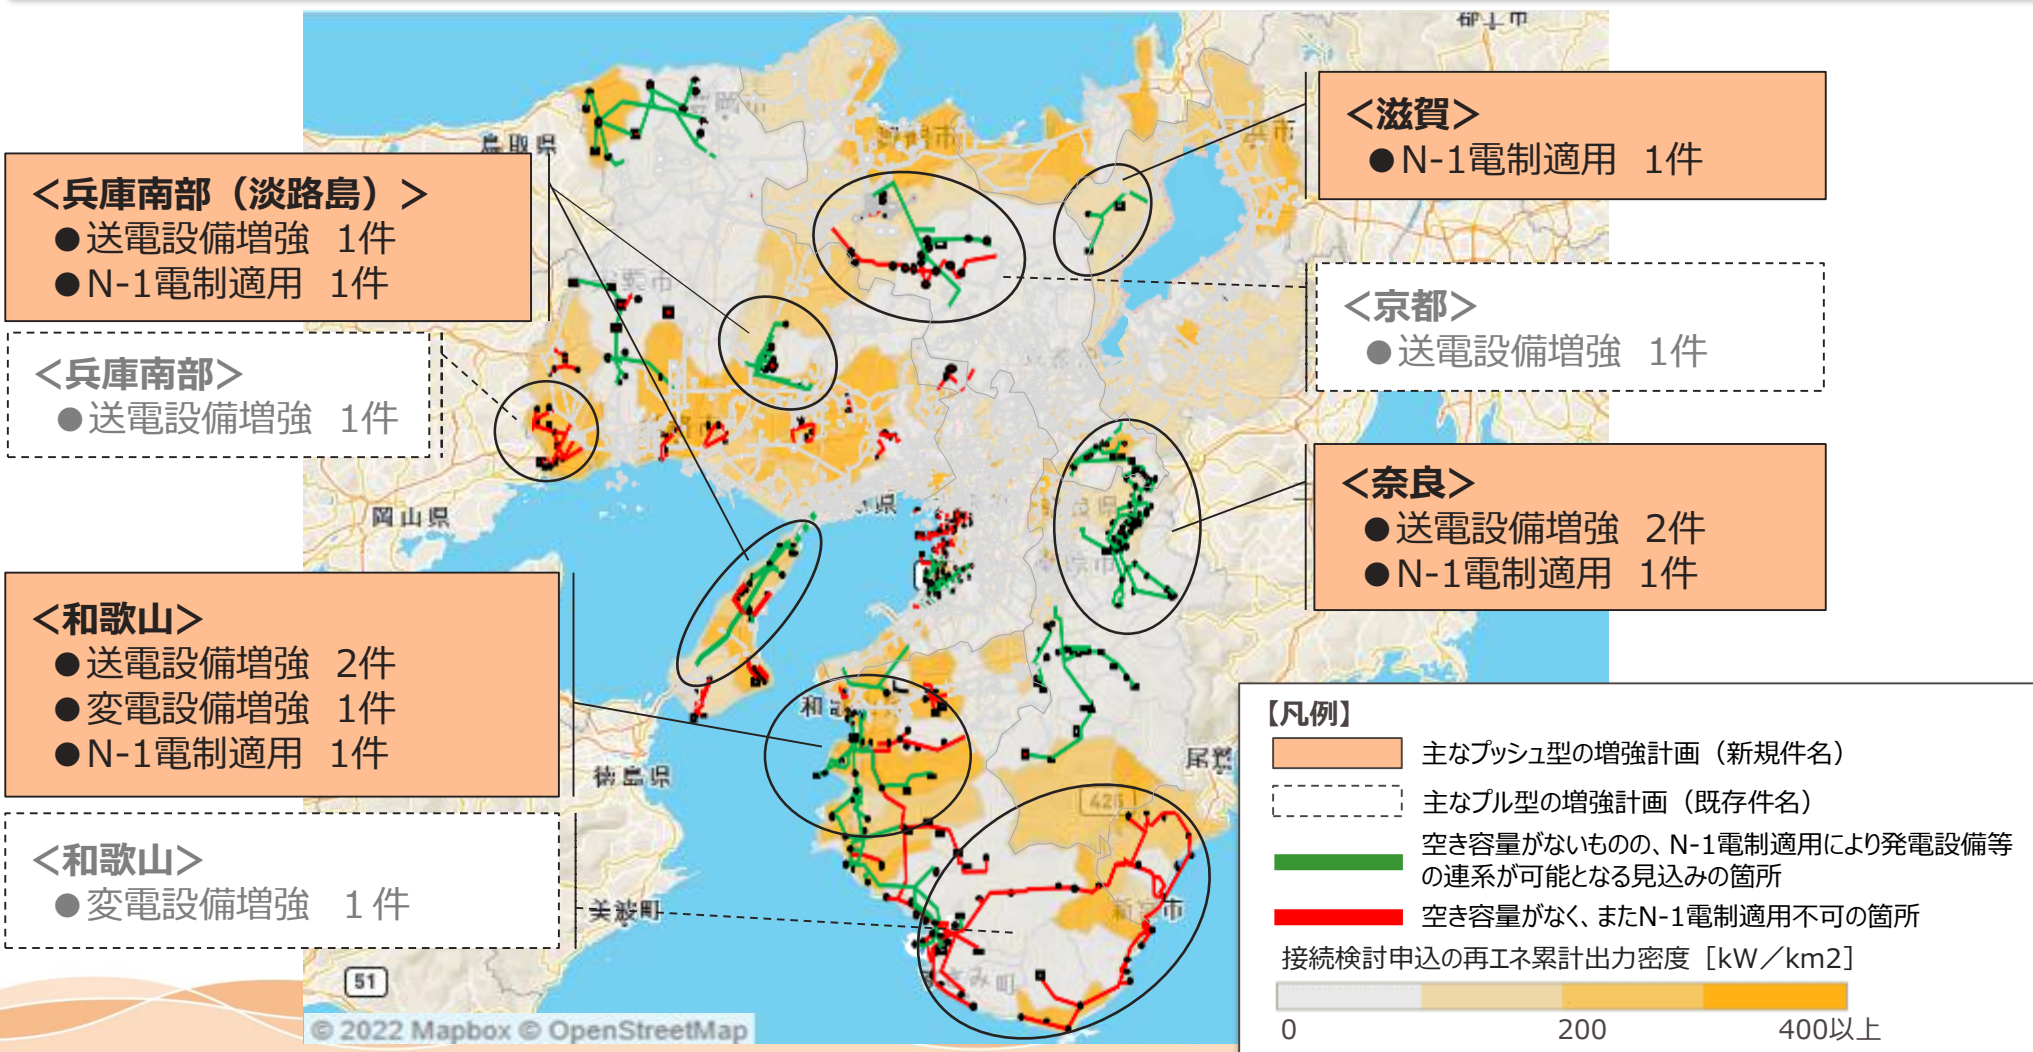 ＜兵庫南部（淡路島）＞
●送電設備増強 1件
●N-1電制適用 1件
＜兵庫南部＞
●送電設備増強 1件
＜和歌山＞
●送電設備増強 2件
●変電設備増強 1件
●N-1電制適用 1件
＜和歌山＞
●変電設備増強 １件
＜滋賀＞
●N-1電制適用 1件
＜京都＞
●送電設備増強 1件
＜奈良＞
●送電設備増強 2件
●N-1電制適用 1件
鳥取県
岡山県
徳島県
美波町
尾鷲
新宮市
425
51
© 2022 Mapbox © OpenStreetMap
【凡例】
主なプッシュ型の増強計画（新規件名）
主なプル型の増強計画（既存件名）
空き容量がないものの、N-1電制適用により発電設備等
の連系が可能となる見込みの箇所
空き容量がなく、またN-1電制適用不可の箇所
接続検討申込の再エネ累計出力密度［kW／km2］
0 200 400以上